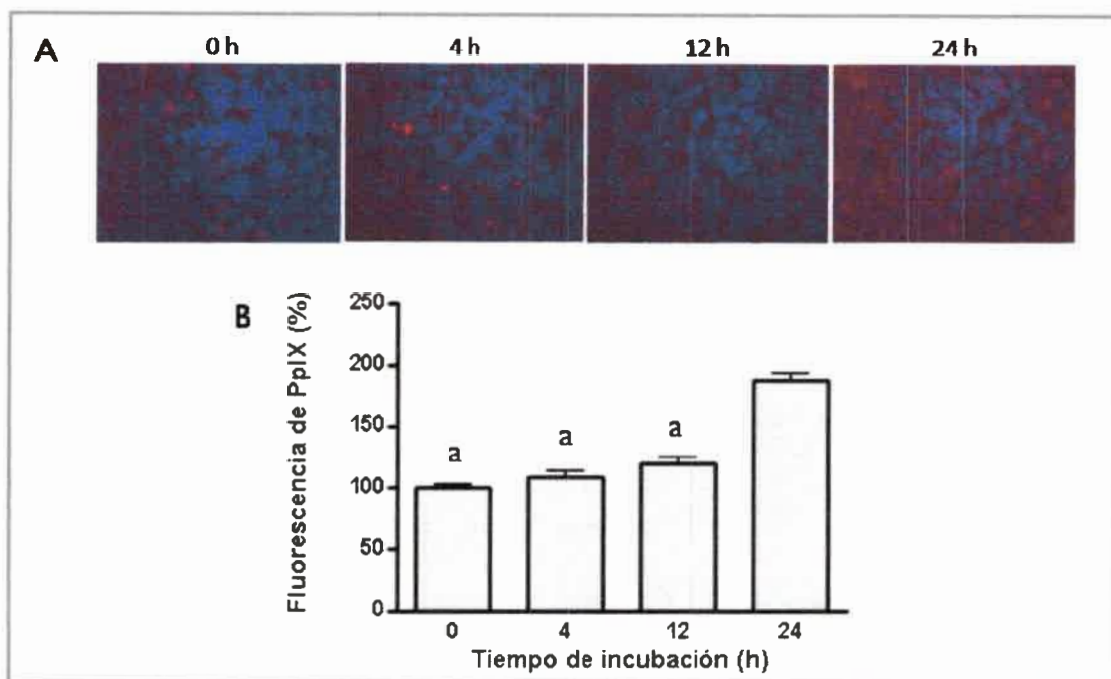 A
0 h 4 h 12 h 24 h
B
Fluorescencia de PpIX (%)
250
200
150
100
50
0
a a a
0 4 12 24
Tiempo de incubación (h)